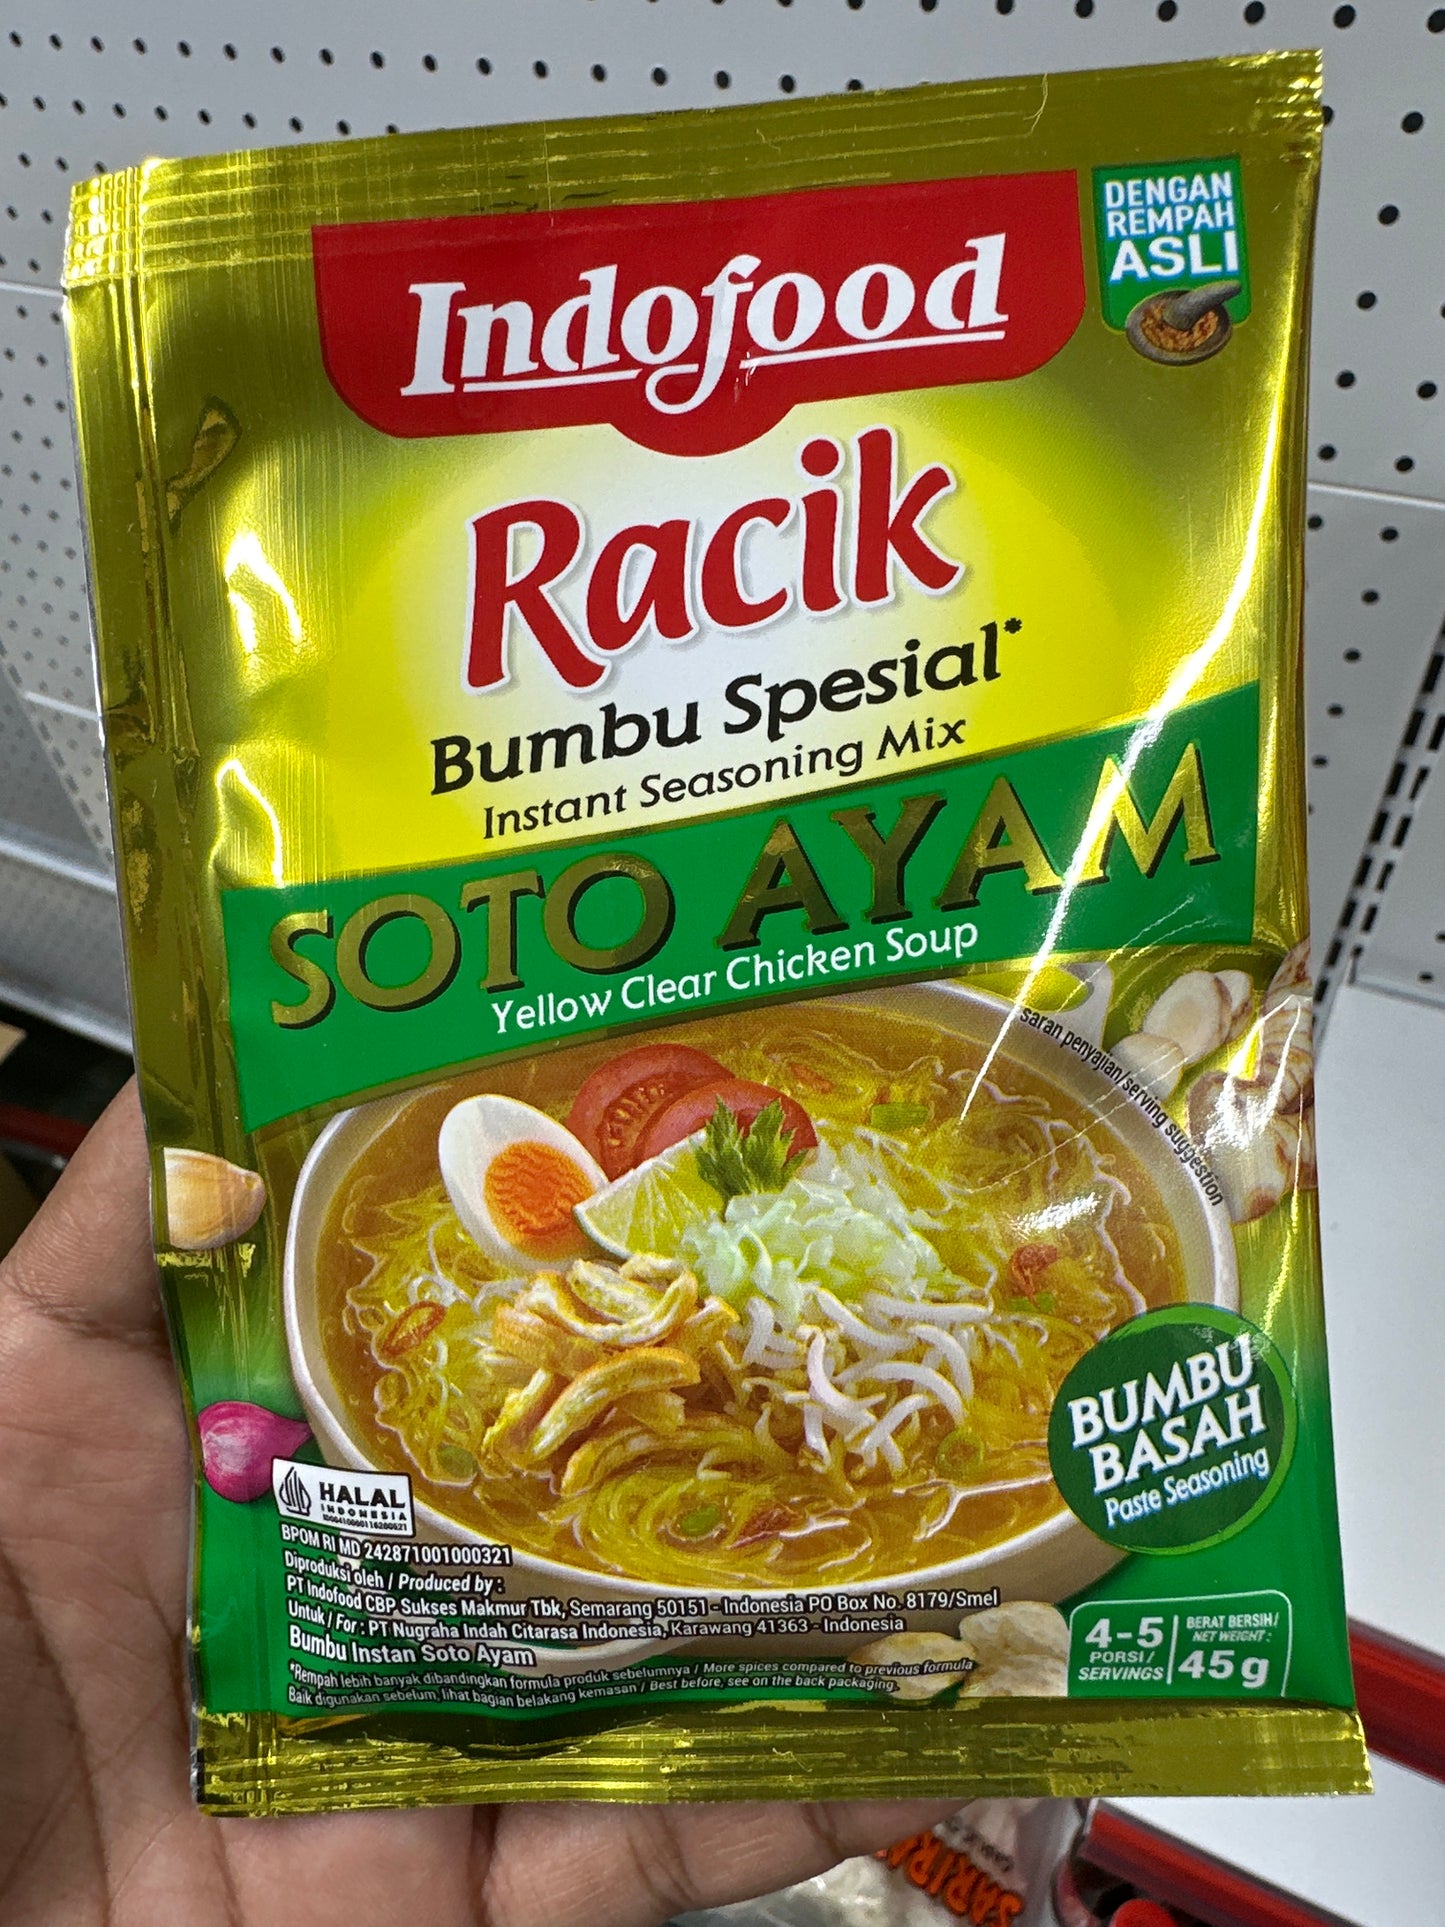 DENGAN
REMPAH
ASLI
Indofood
Racik
Bumbu Spesial*
Instant Seasoning Mix
SOTO AYAM
Yellow Clear Chicken Soup
saran penyajian/serving suggestion
BUMBU
BASAH
Paste Seasoning
HALAL
INDONESIA
BPOM RI MD 242871001000321
Diproduksi oleh / Produced by :
PT Indofood CBP Sukses Makmur Tbk, Semarang 50151 - Indonesia PO Box No. 8179/Smel
Untuk / For : PT Nugraha Indah Citarasa Indonesia, Karawang 41363 - Indonesia
Bumbu Instan Soto Ayam
*Rempah lebih banyak dibandingkan formula produk sebelumnya / More spices compared to previous formula
Baik digunakan sebelum, lihat bagian belakang kemasan / Best before, see on the back packaging.
4-5
PORSI/
SERVINGS
BERAT BERSIH/
NET WEIGHT :
45 g